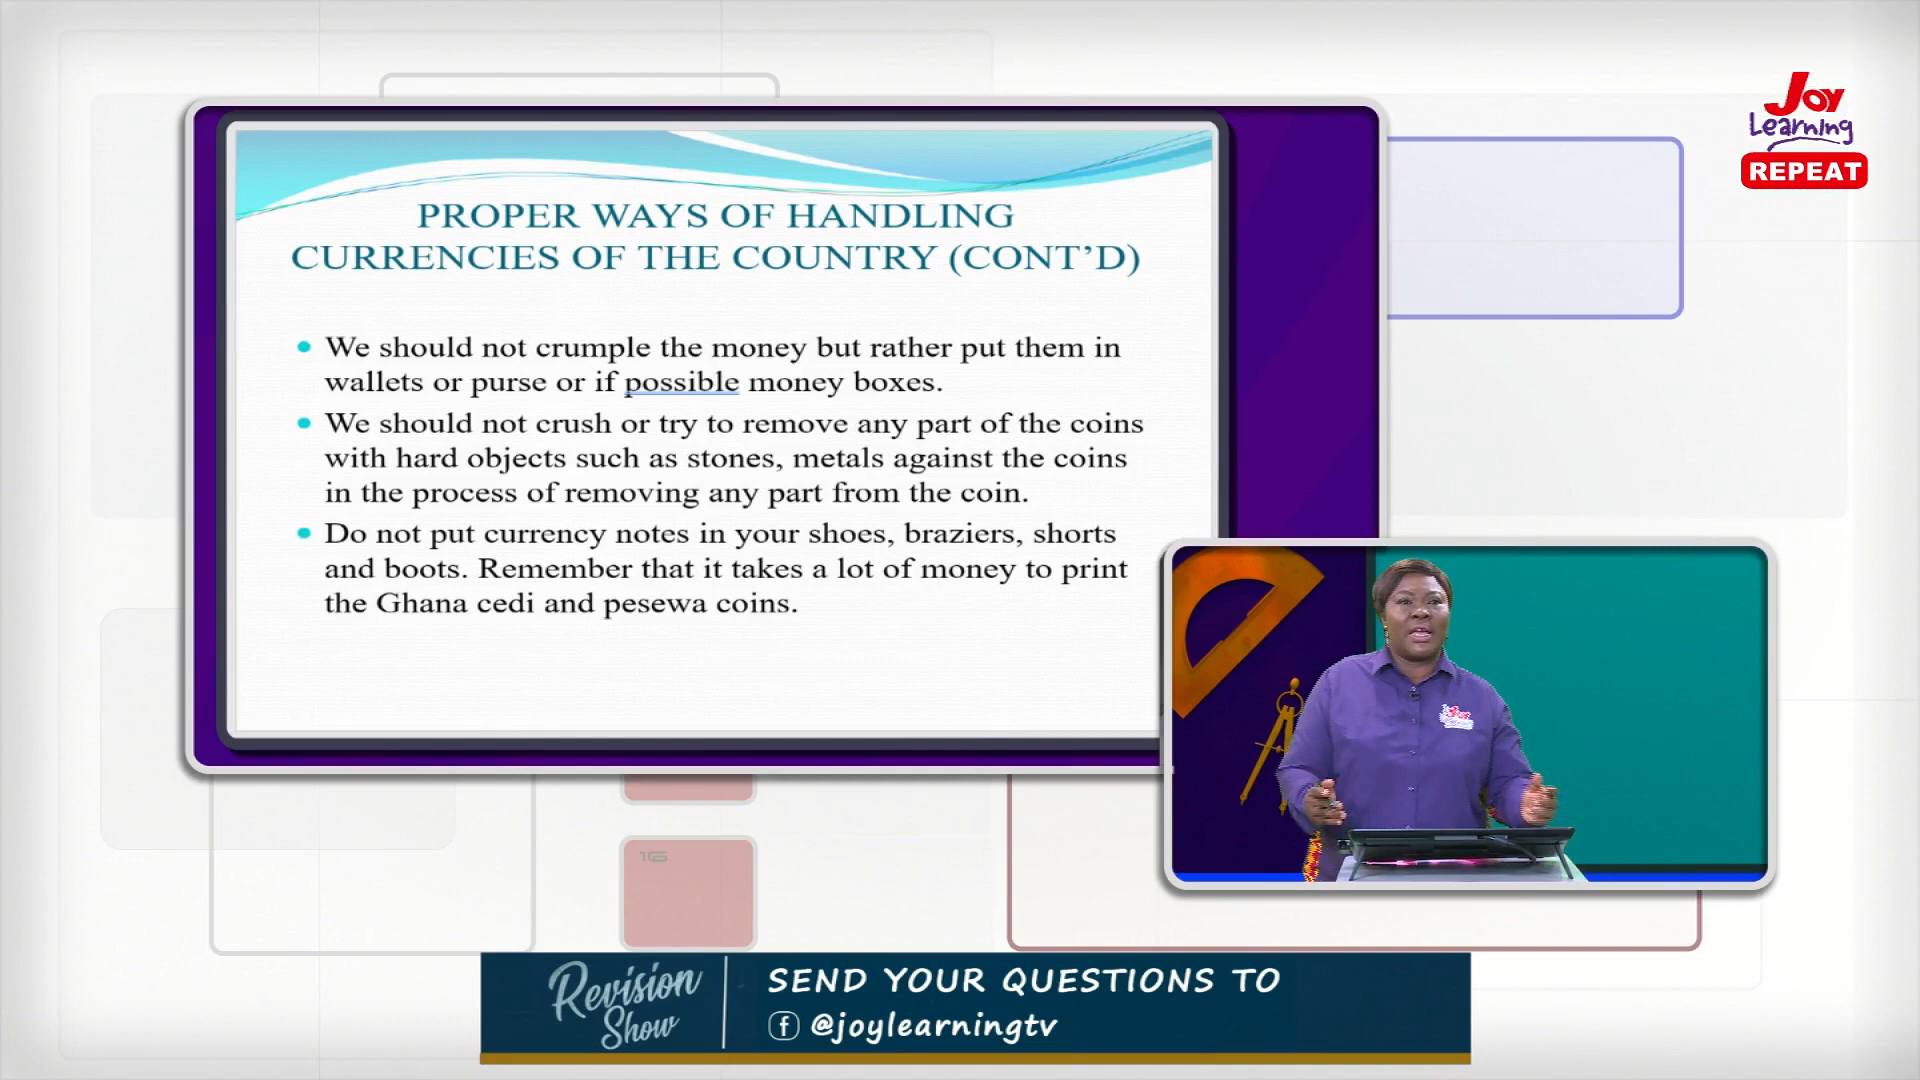 Joy
Learning
REPEAT
PROPER WAYS OF HANDLING
CURRENCIES OF THE COUNTRY (CONT’D)
• We should not crumple the money but rather put them in
wallets or purse or if possible money boxes.
• We should not crush or try to remove any part of the coins
with hard objects such as stones, metals against the coins
in the process of removing any part from the coin.
• Do not put currency notes in your shoes, braziers, shorts
and boots. Remember that it takes a lot of money to print
the Ghana cedi and pesewa coins.
16
Revision
Show
SEND YOUR QUESTIONS TO
@joylearningtv